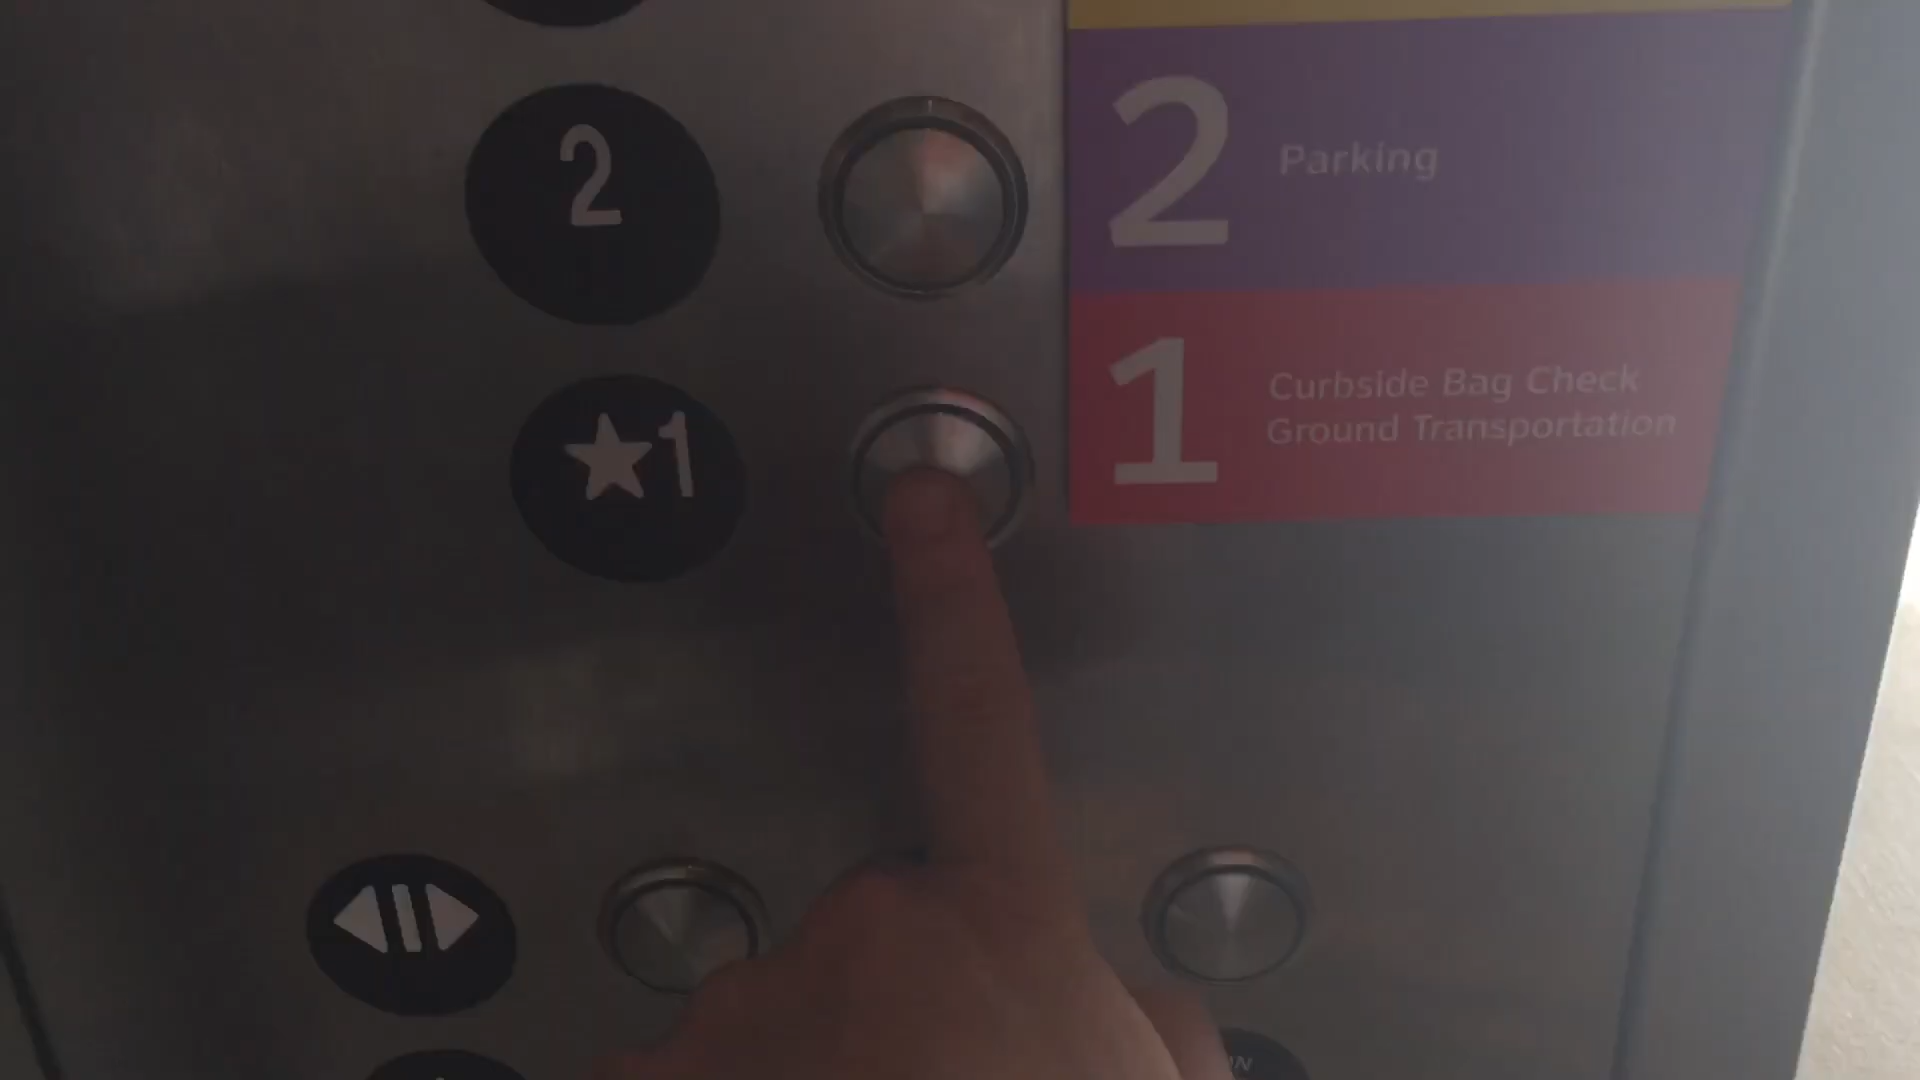 2
2
Parking
★1
1
Curbside Bag Check
Ground Transportation